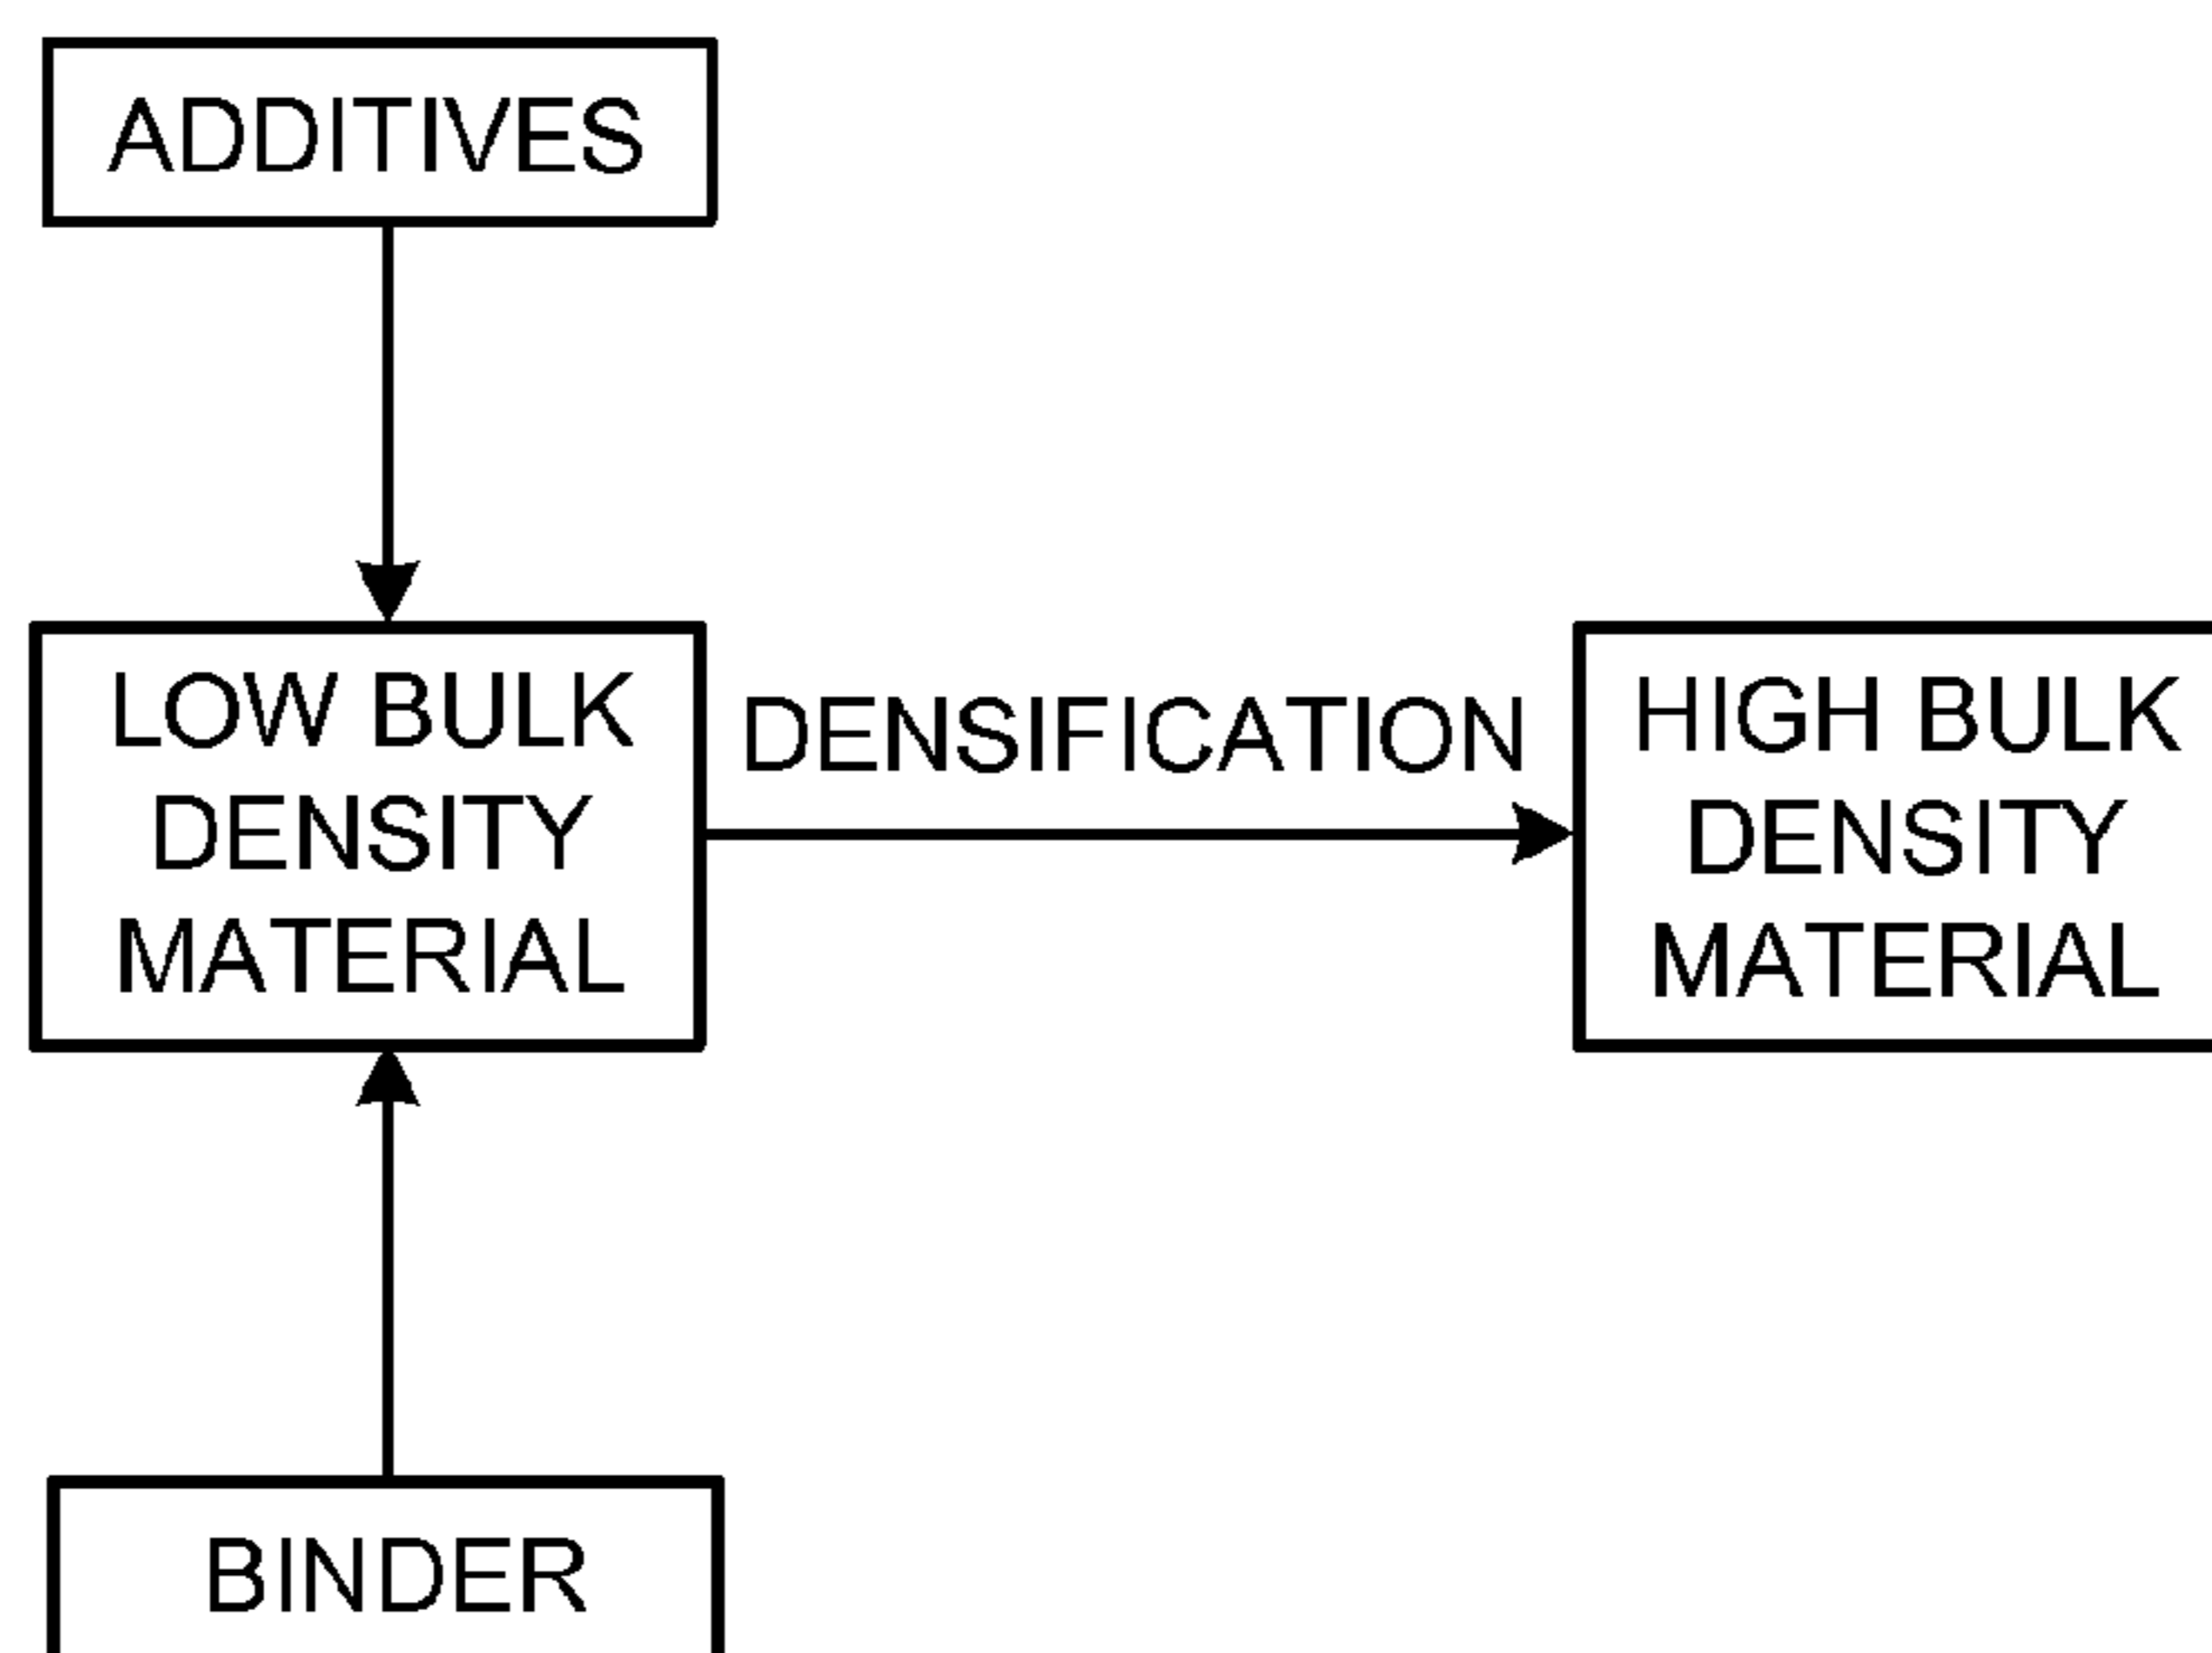 ADDITIVES
LOW BULK
DENSITY
MATERIAL
DENSIFICATION
HIGH BULK
DENSITY
MATERIAL
BINDER